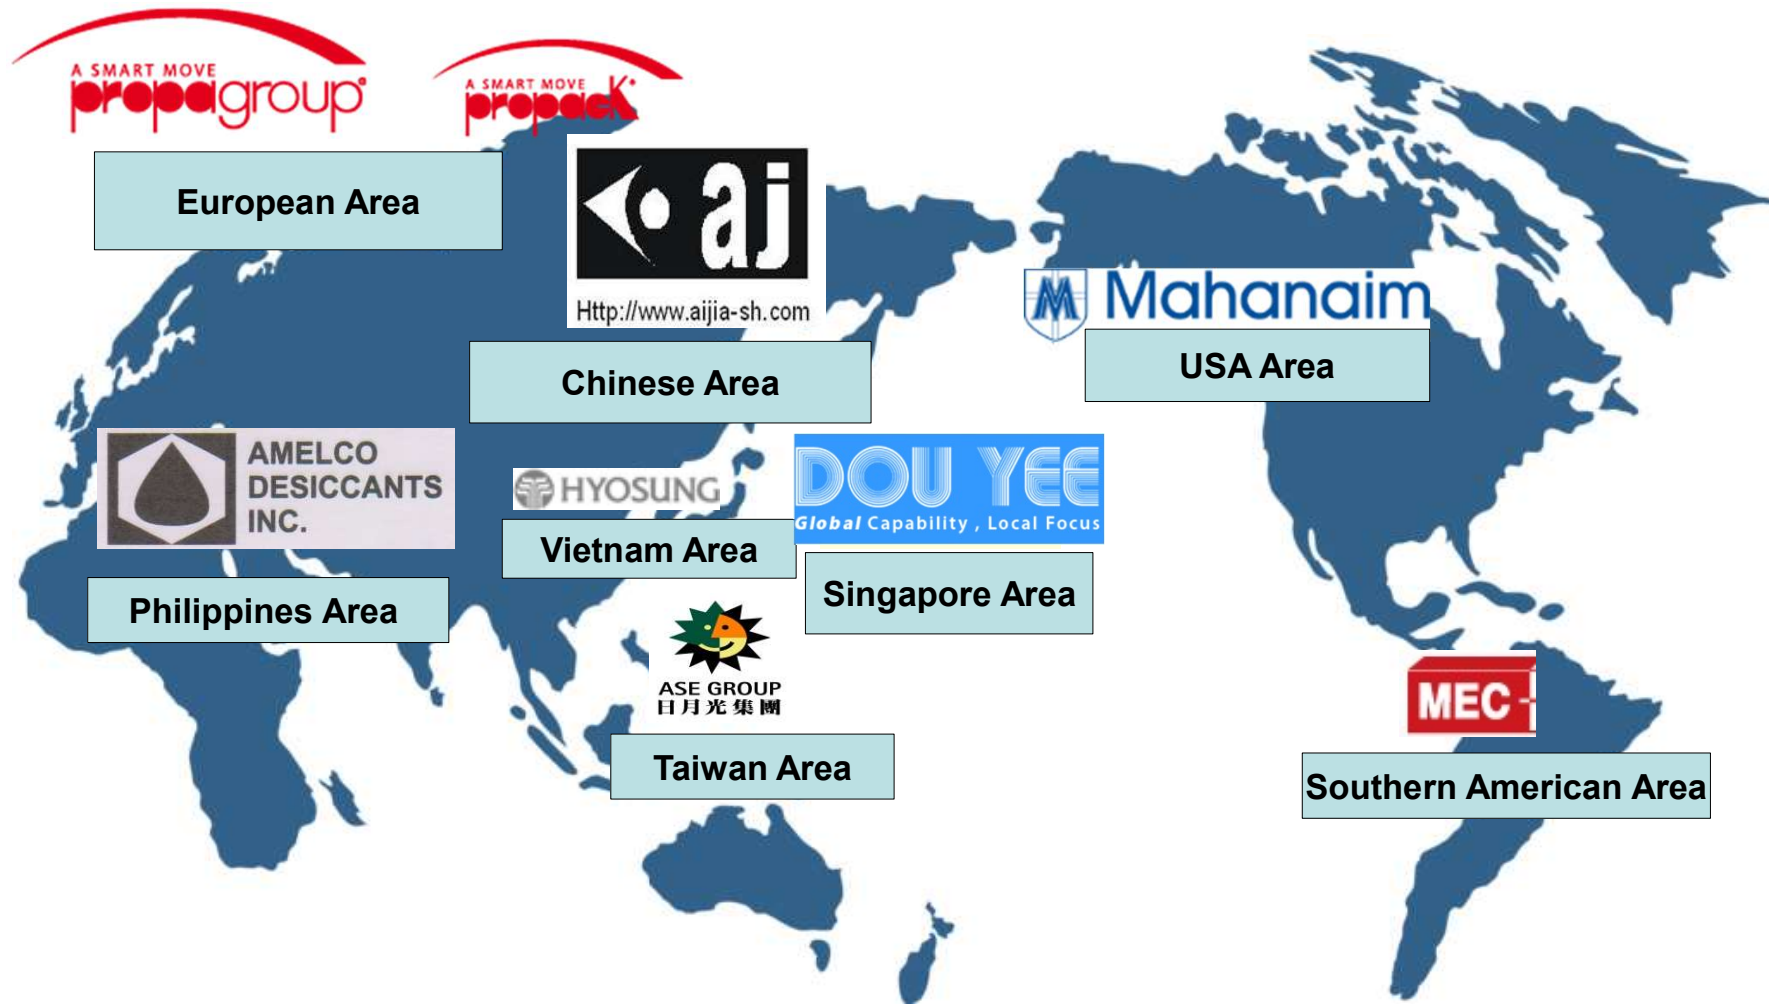 A SMART MOVE
propagroup
A SMART MOVE
propack
European Area
aj
Http://www.aijia-sh.com
Chinese Area
Mahanaim
USA Area
AMELCO
DESICCANTS
INC.
Philippines Area
HYOSUNG
Vietnam Area
DOU YEE
Global Capability , Local Focus
Singapore Area
ASE GROUP
日月光集團
Taiwan Area
MEC
Southern American Area